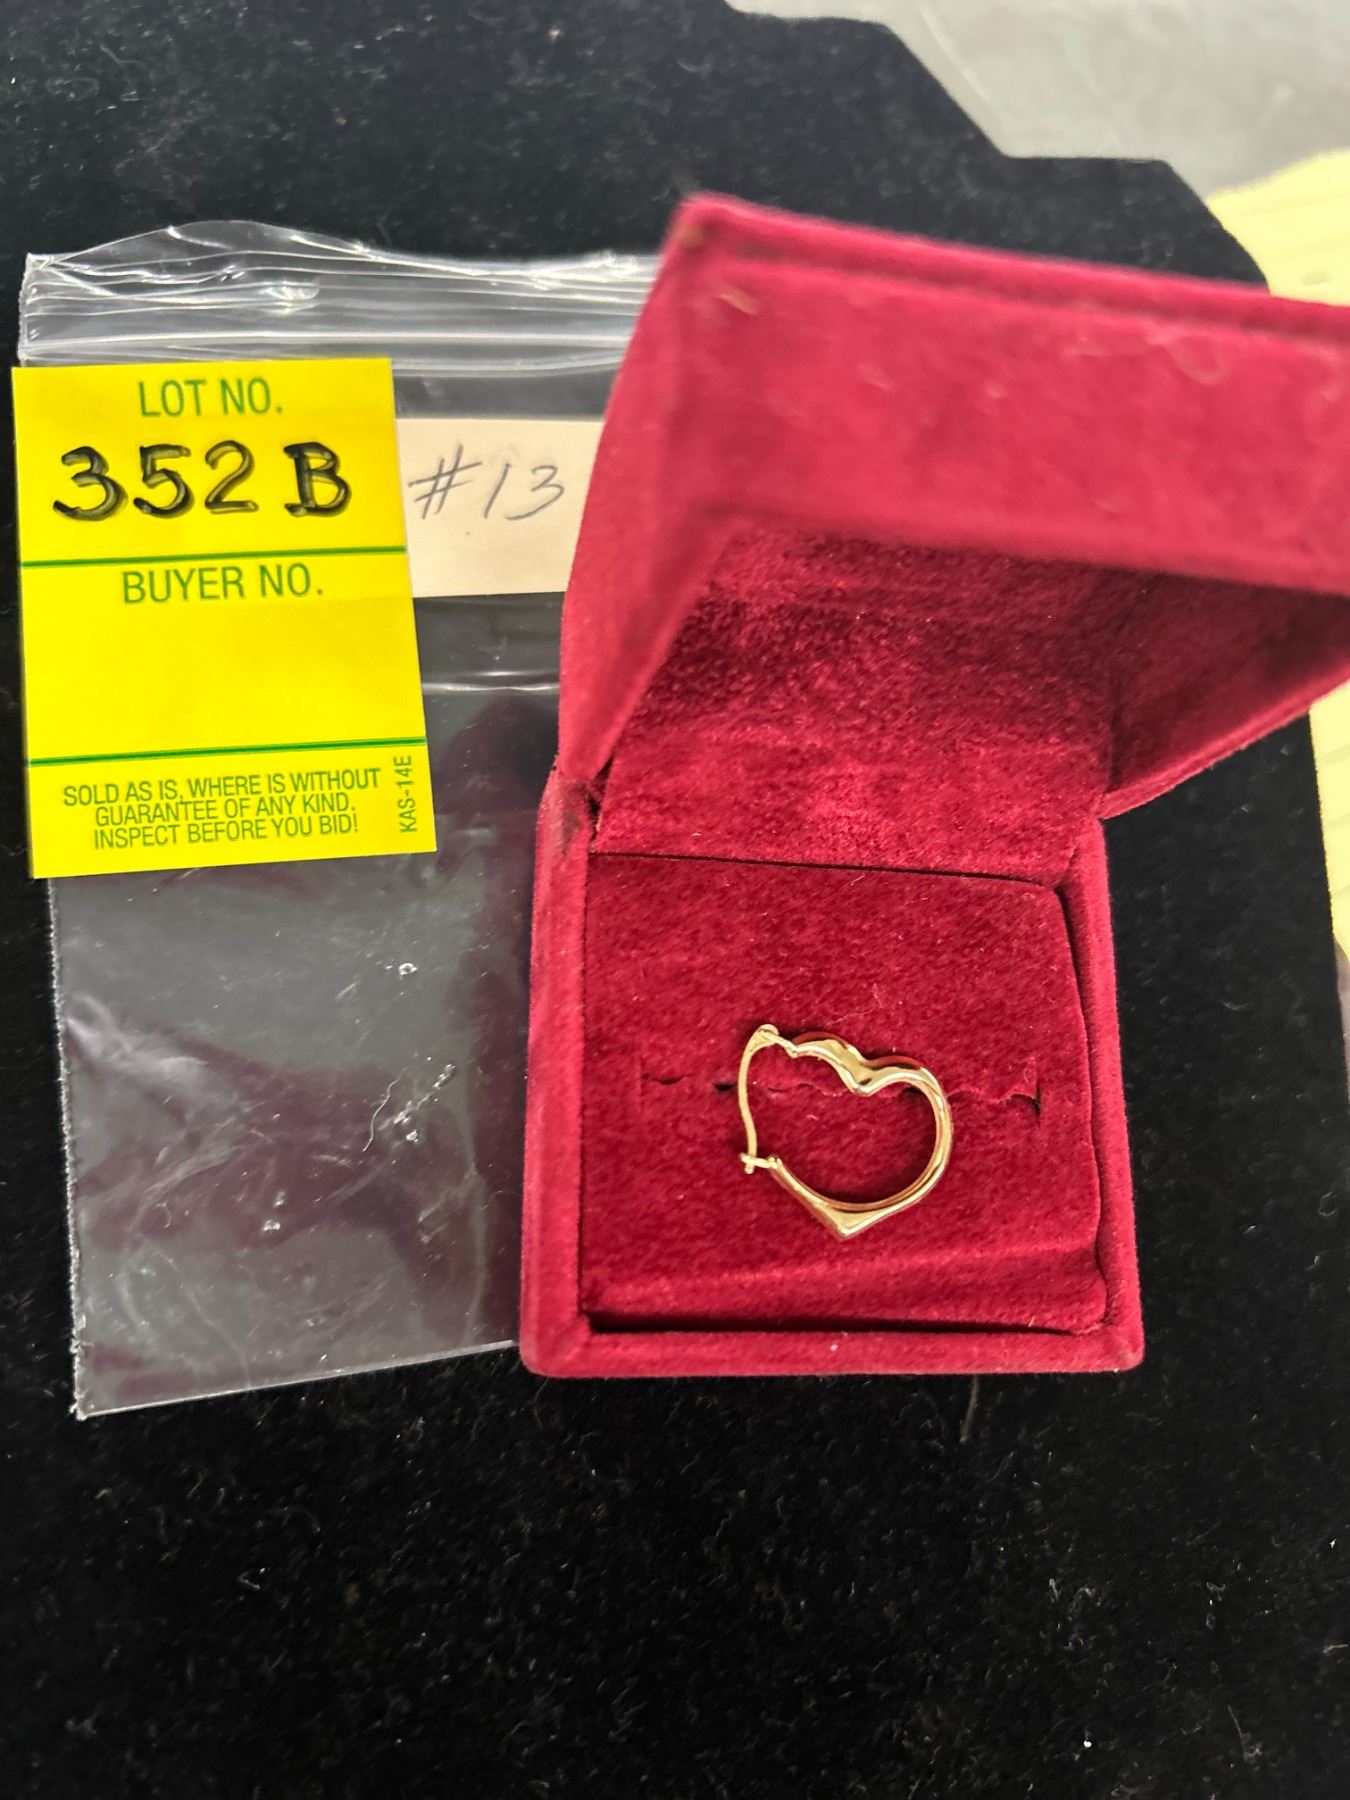 LOT NO.
352 B
#13
BUYER NO.
SOLD AS IS, WHERE IS WITHOUT
GUARANTEE OF ANY KIND.
INSPECT BEFORE YOU BID!
KAS-14E